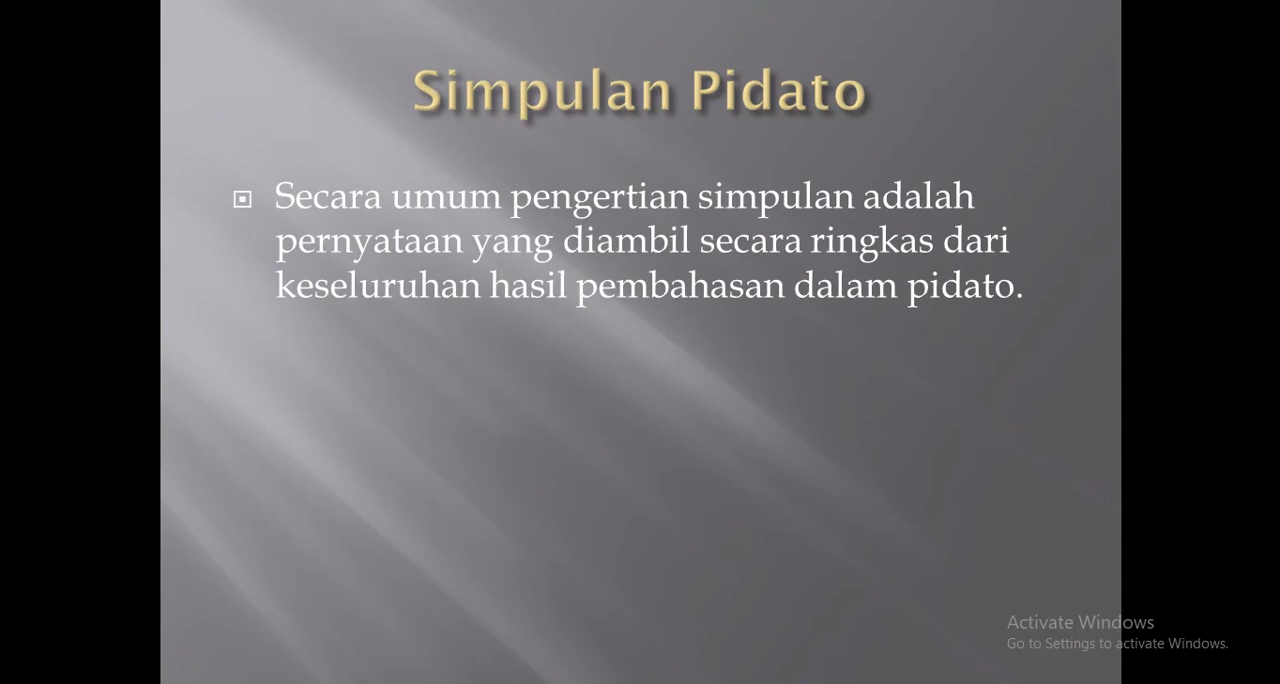 Simpulan Pidato
Secara umum pengertian simpulan adalah
pernyataan yang diambil secara ringkas dari
keseluruhan hasil pembahasan dalam pidato.
Activate Windows
Go to Settings to activate Windows.